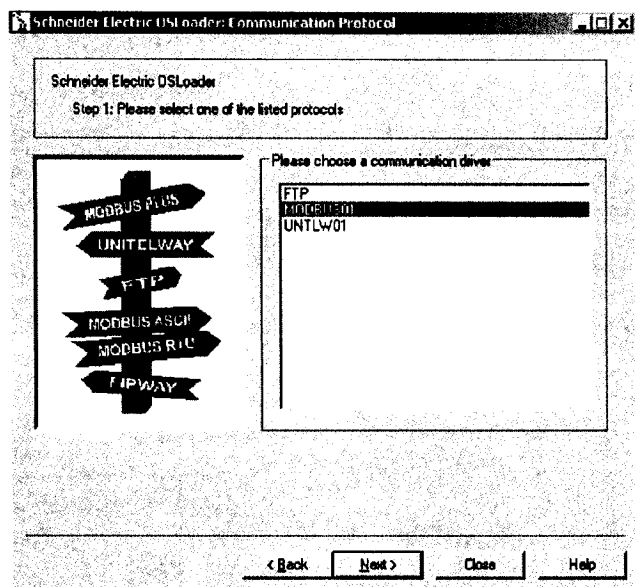 Schneider Electric OSLoader: Communication Protocol
Schneider Electric OSLoader
Step 1: Please select one of the listed protocols
MODBUS PLUS
UNITELWAY
FTP
MODBUS ASCII
MODBUS RTU
FIPWAY
Please choose a communication driver
FTP
MODBUS01
UNTLW01
< Back
Next >
Close
Help